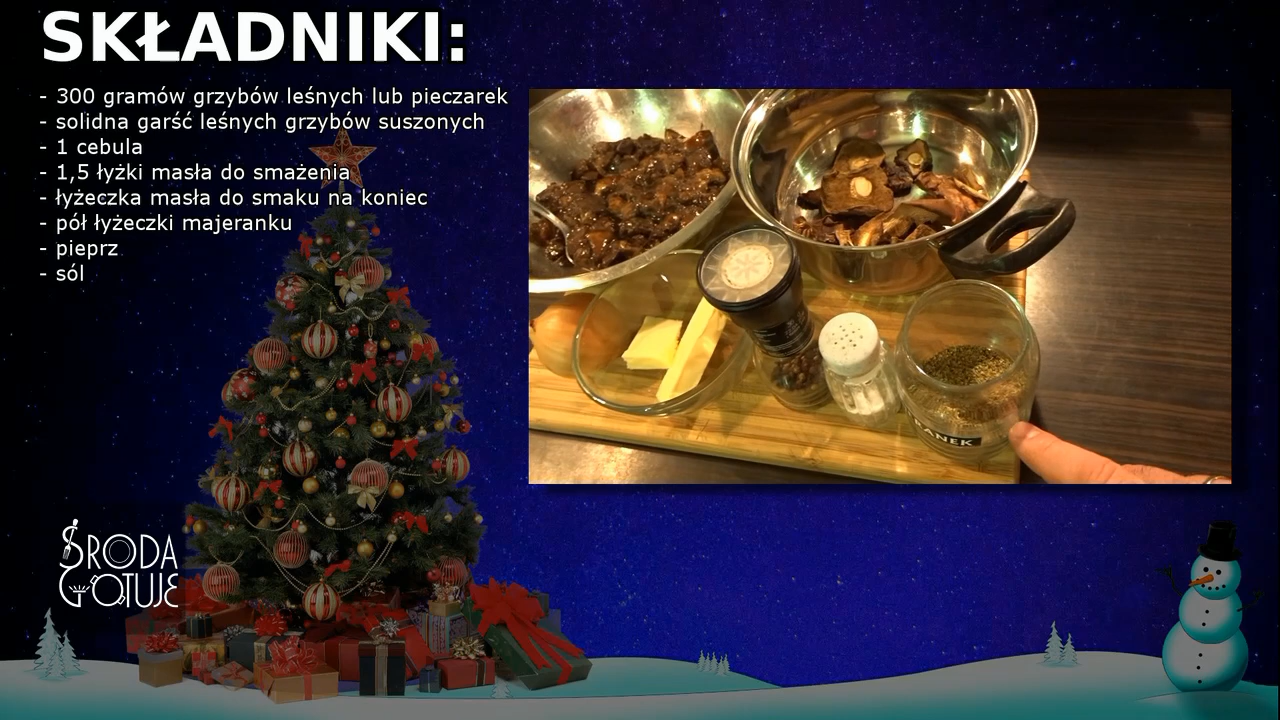 SKŁADNIKI:
- 300 gramów grzybów leśnych lub pieczarek
- solidna garść leśnych grzybów suszonych
- 1 cebula
- 1,5 łyżki masła do smażenia
- łyżeczka masła do smaku na koniec
- pół łyżeczki majeranku
- pieprz
- sól
RANEK
ŚRODA
GOTUJE